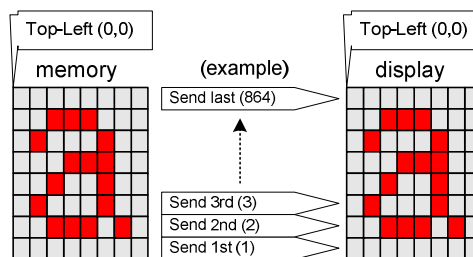 Top-Left (0,0)
Top-Left (0,0)
memory
(example)
display
Send last (864)
Send 3rd (3)
Send 2nd (2)
Send 1st (1)